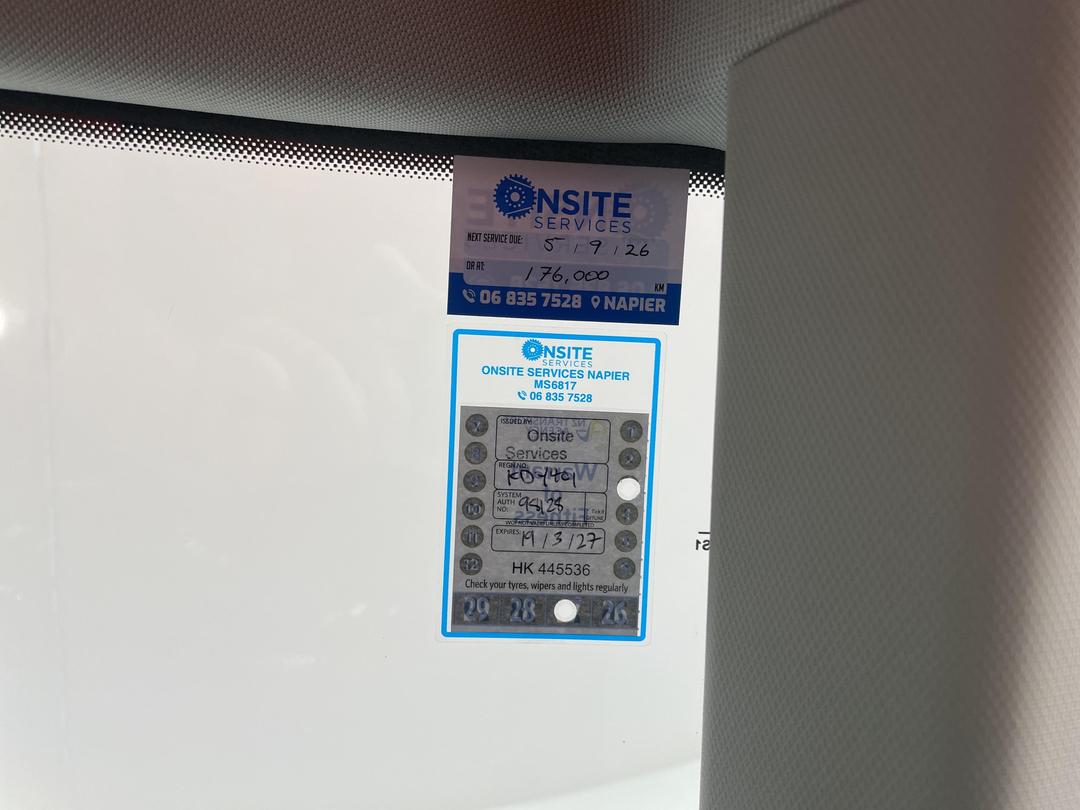 ONSITE
SERVICES
NEXT SERVICE DUE: 5 / 9 / 26
OR AT: 176,000 KM
06 835 7528 NAPIER
ONSITE
SERVICES
ONSITE SERVICES NAPIER
MS6817
06 835 7528
ISSUED BY:
Onsite
Services
REGN NO:
SYSTEM
AUTH
NO: 98128
EXPIRES: 19 / 3 / 27
HK 445536
Check your tyres, wipers and lights regularly
29 28 26